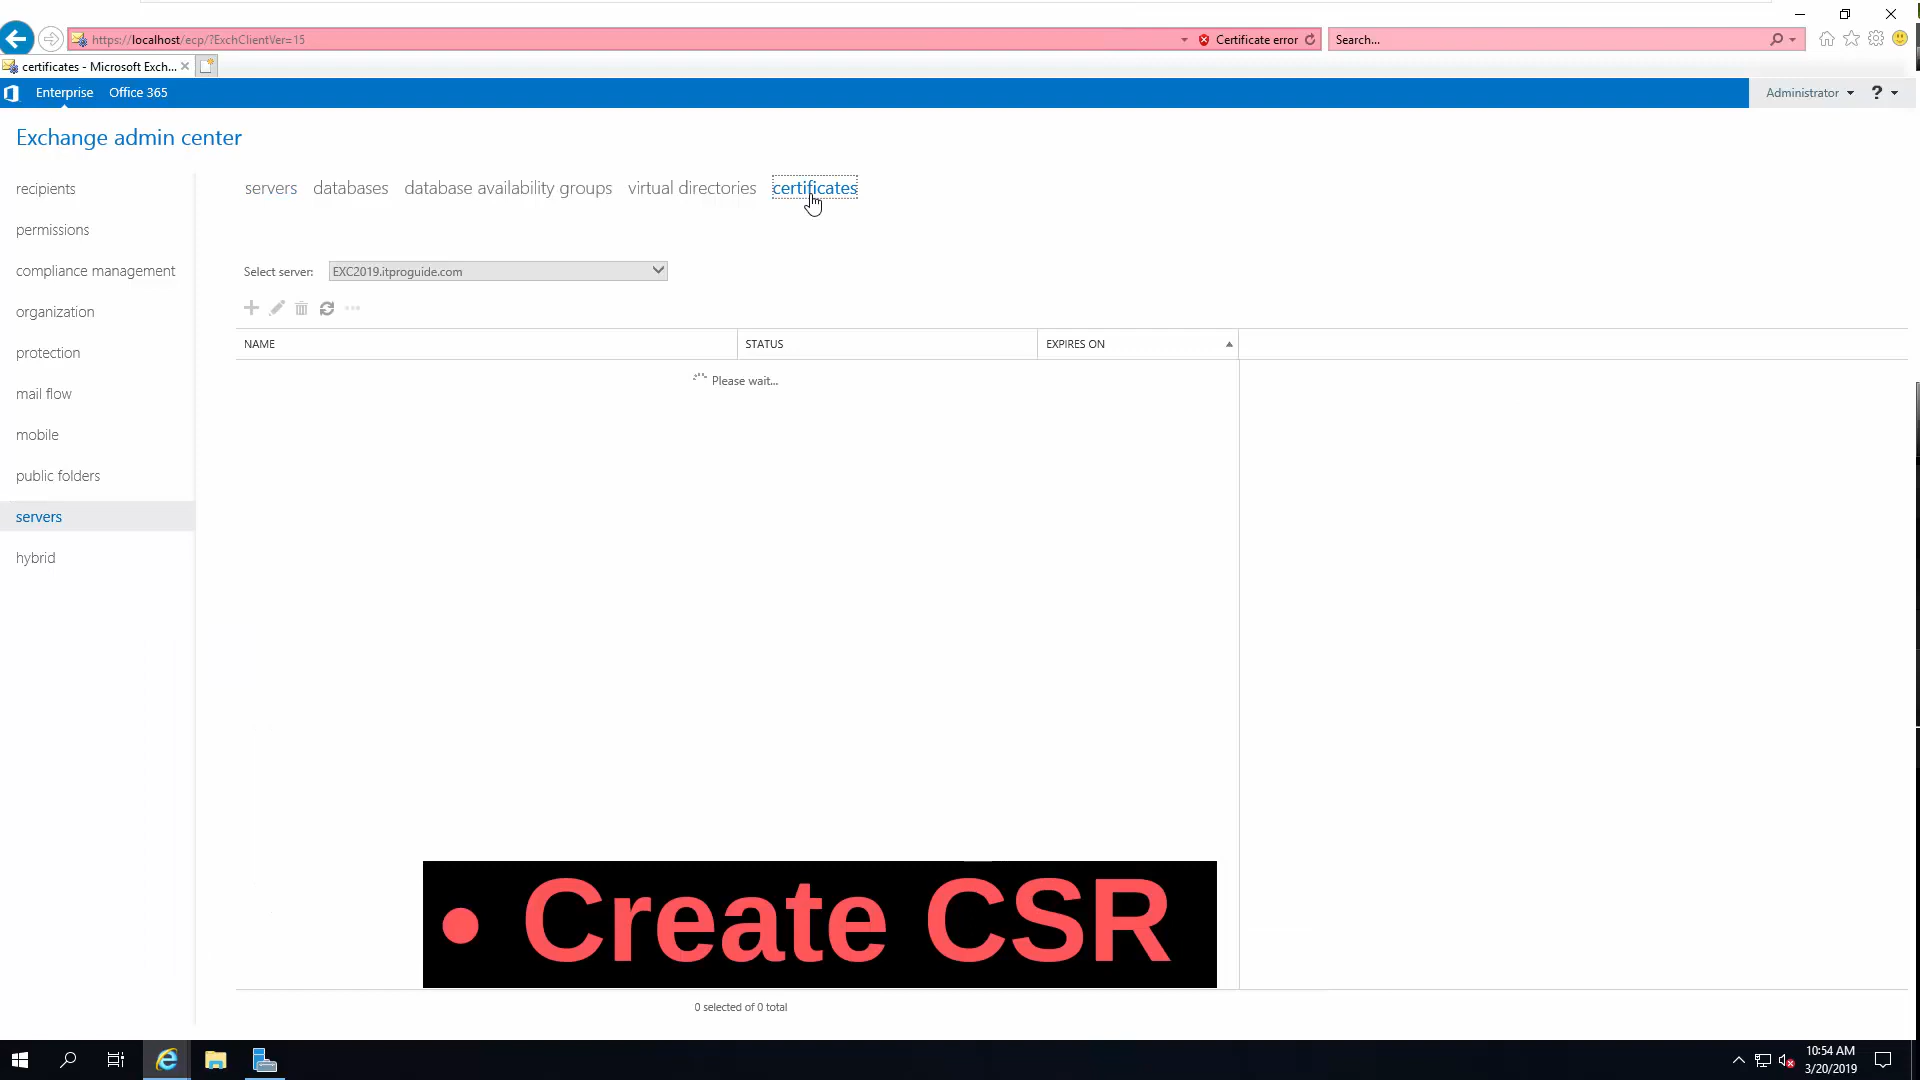 https://localhost/ecp/?ExchClientVer=15
Certificate error
Search...
certificates - Microsoft Exch...
Enterprise
Office 365
Administrator
?
Exchange admin center
recipients
permissions
compliance management
organization
protection
mail flow
mobile
public folders
servers
hybrid
servers
databases
database availability groups
virtual directories
certificates
Select server:
EXC2019.itproguide.com
NAME
STATUS
EXPIRES ON
Please wait...
• Create CSR
0 selected of 0 total
10:54 AM
3/20/2019